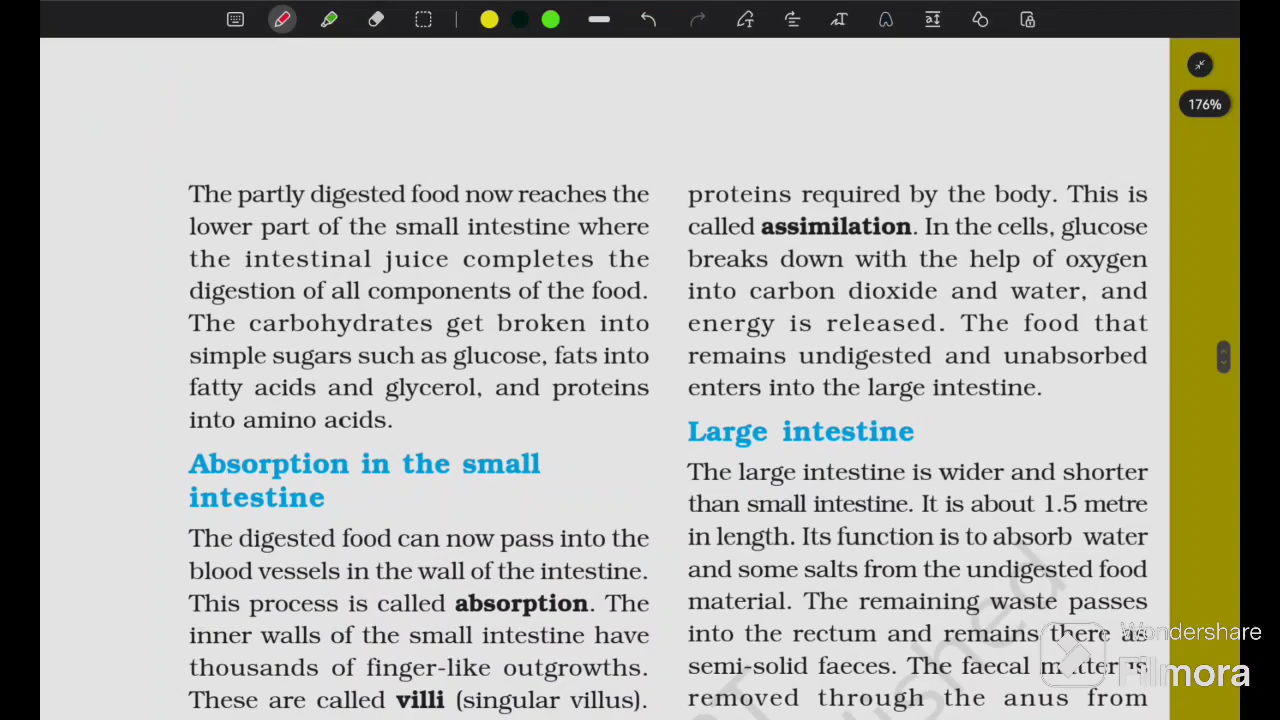 176%
The partly digested food now reaches the
lower part of the small intestine where
the intestinal juice completes the
digestion of all components of the food.
The carbohydrates get broken into
simple sugars such as glucose, fats into
fatty acids and glycerol, and proteins
into amino acids.
Absorption in the small
intestine
The digested food can now pass into the
blood vessels in the wall of the intestine.
This process is called absorption. The
inner walls of the small intestine have
thousands of finger-like outgrowths.
These are called villi (singular villus).
proteins required by the body. This is
called assimilation. In the cells, glucose
breaks down with the help of oxygen
into carbon dioxide and water, and
energy is released. The food that
remains undigested and unabsorbed
enters into the large intestine.
Large intestine
The large intestine is wider and shorter
than small intestine. It is about 1.5 metre
in length. Its function is to absorb water
and some salts from the undigested food
material. The remaining waste passes
into the rectum and remains there as
semi-solid faeces. The faecal matter is
removed through the anus from
Wondershare
Filmora